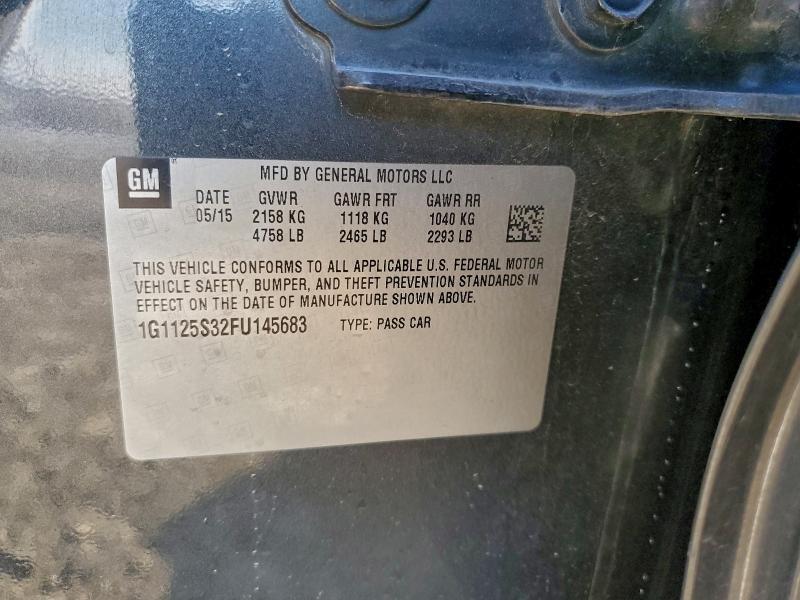 GM
MFD BY GENERAL MOTORS LLC
DATE GVWR GAWR FRT GAWR RR
05/15 2158 KG 1118 KG 1040 KG
4758 LB 2465 LB 2293 LB
THIS VEHICLE CONFORMS TO ALL APPLICABLE U.S. FEDERAL MOTOR
VEHICLE SAFETY, BUMPER, AND THEFT PREVENTION STANDARDS IN
EFFECT ON THE DATE OF MANUFACTURE SHOWN ABOVE.
1G1125S32FU145683 TYPE: PASS CAR